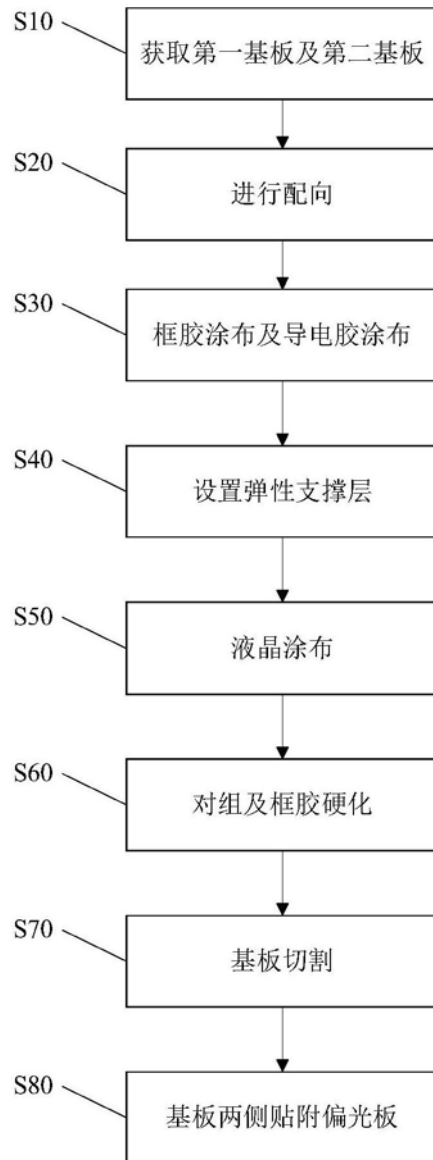 S10
获取第一基板及第二基板
S20
进行配向
S30
框胶涂布及导电胶涂布
S40
设置弹性支撑层
S50
液晶涂布
S60
对组及框胶硬化
S70
基板切割
S80
基板两侧贴附偏光板